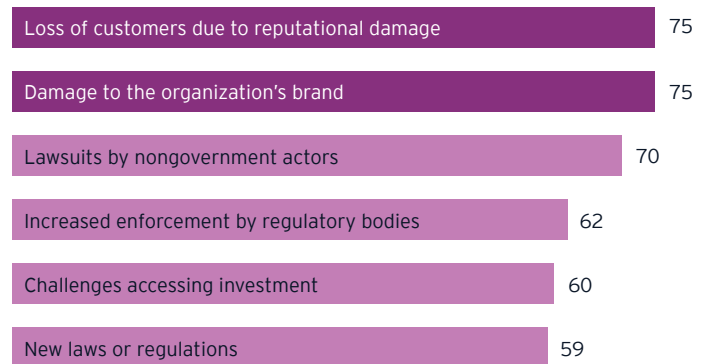 Loss of customers due to reputational damage 75
Damage to the organization’s brand 75
Lawsuits by nongovernment actors 70
Increased enforcement by regulatory bodies 62
Challenges accessing investment 60
New laws or regulations 59